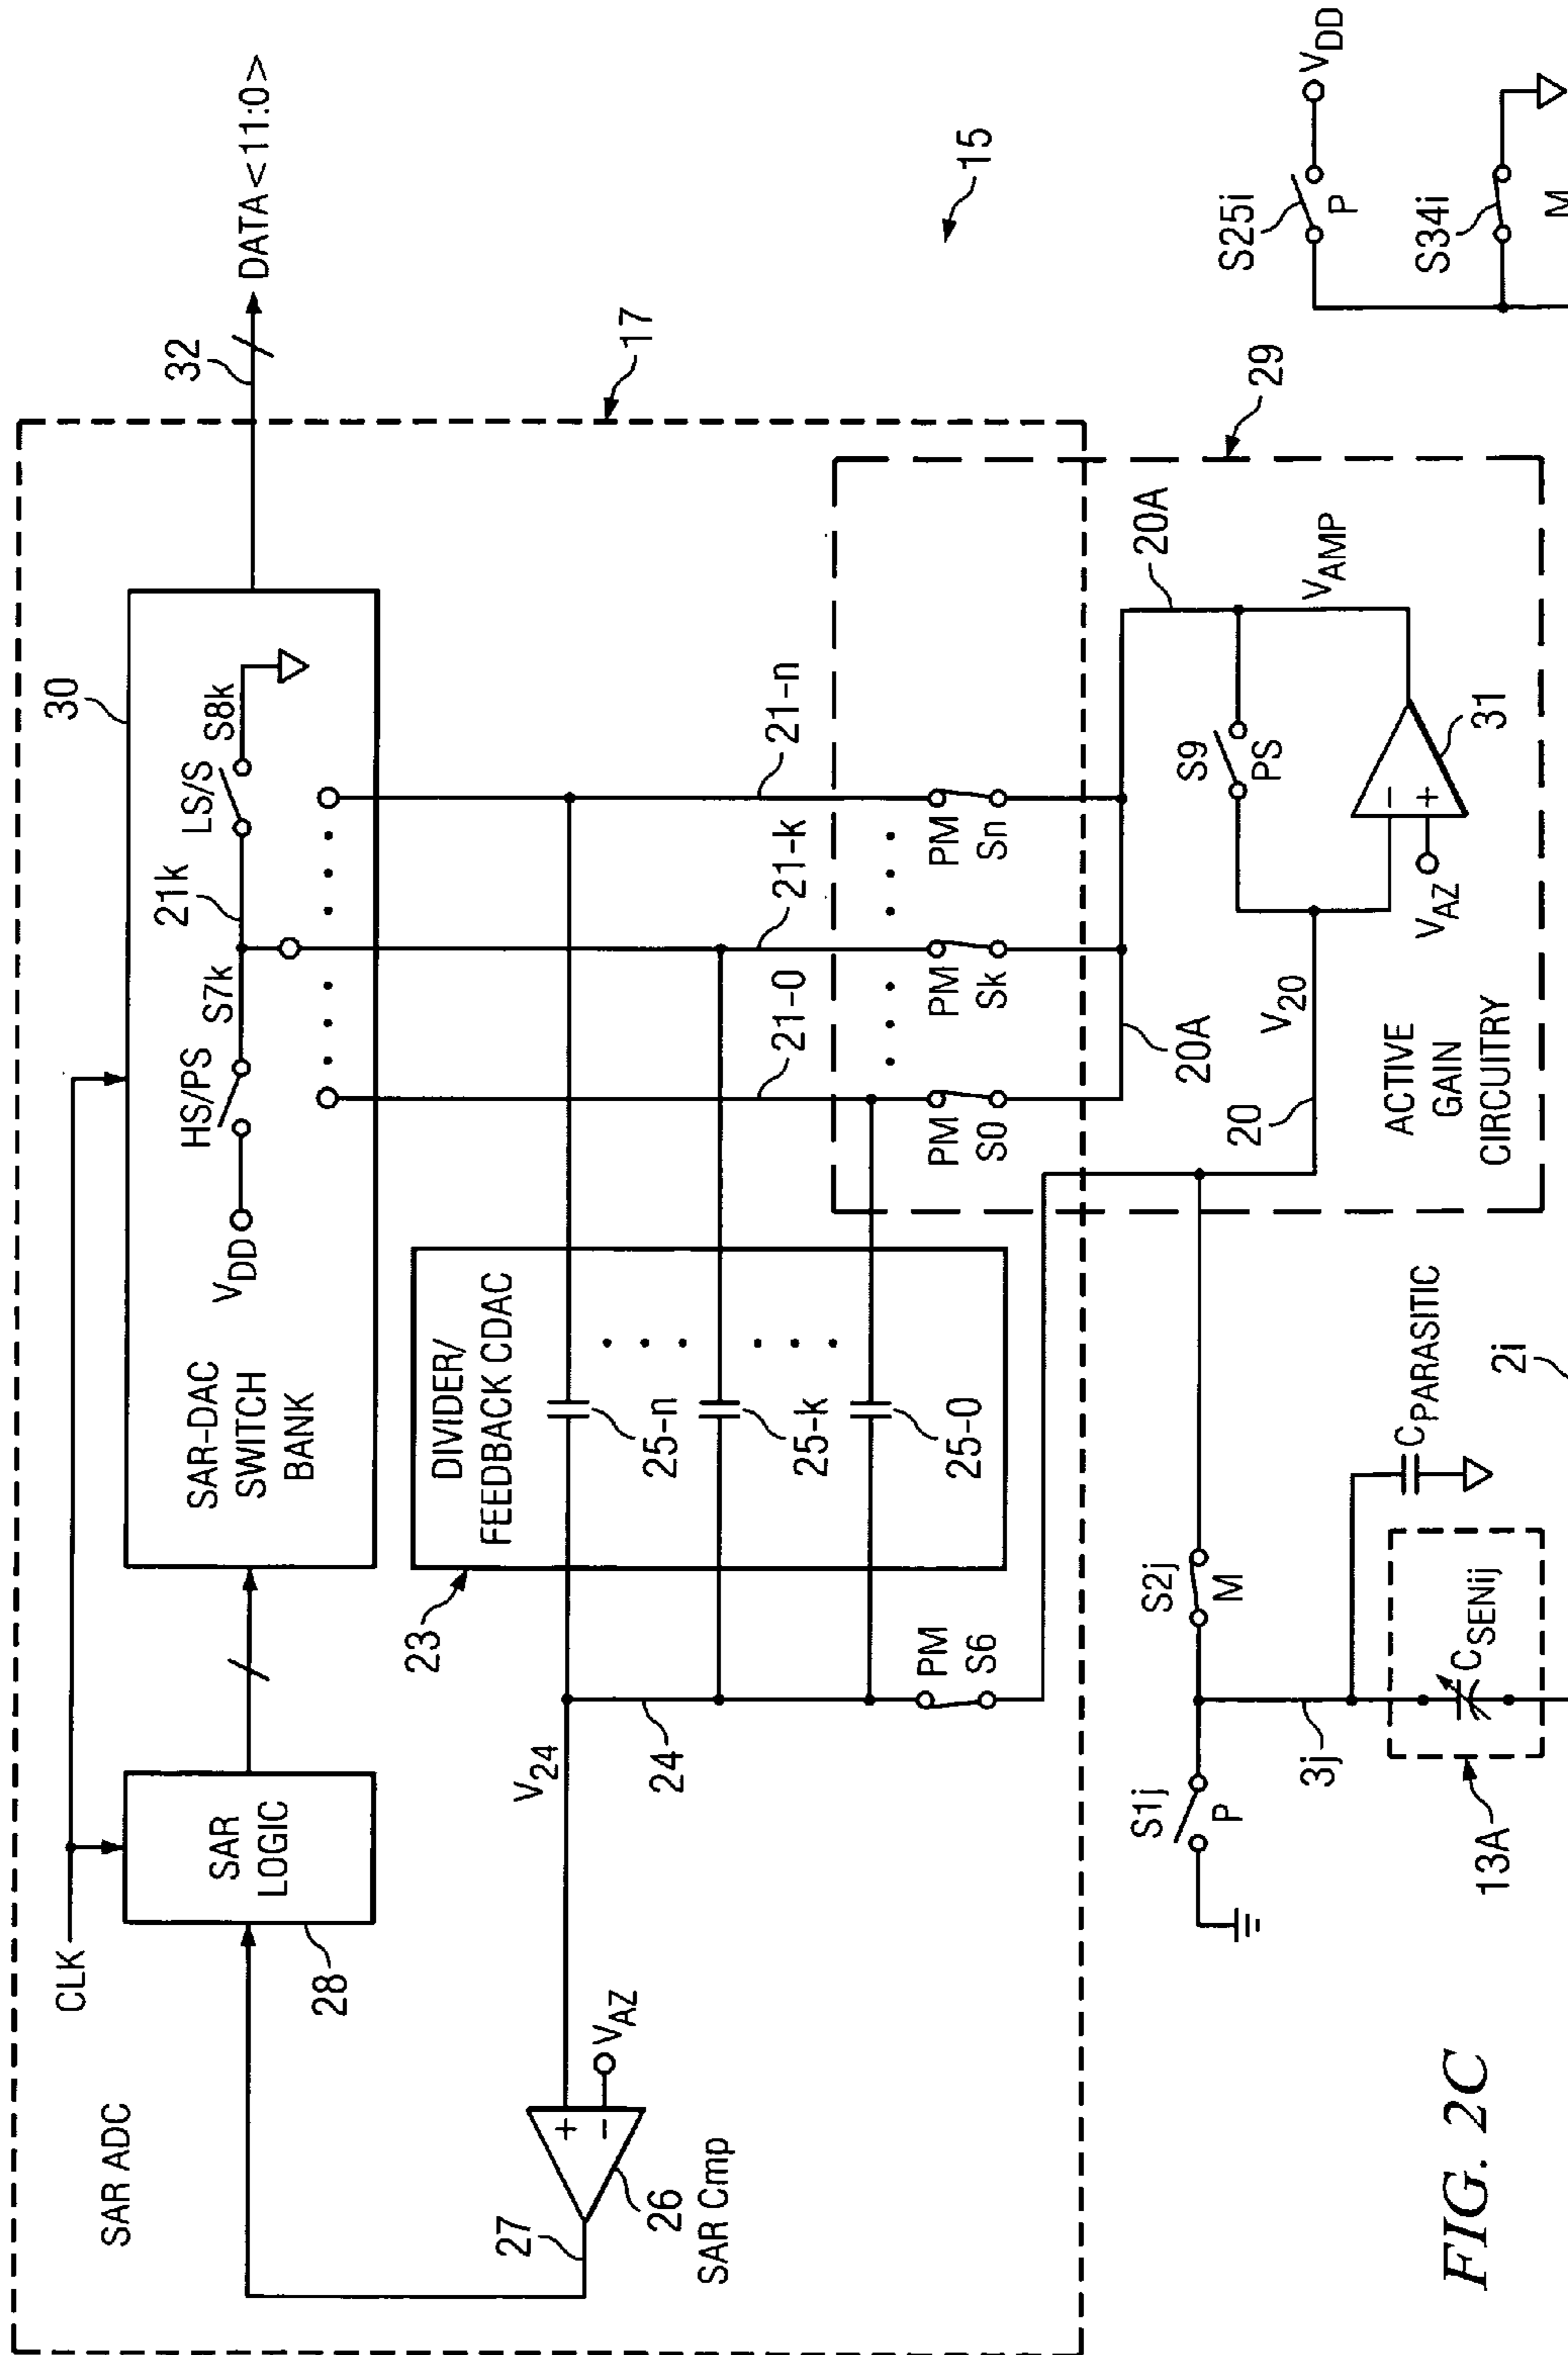 SAR ADC
CLK
SAR
LOGIC
28
SAR-DAC
SWITCH
BANK
30
VDD
HS/PS
S7k
21k
LS/S
S8k
32
DATA<11:0>
17
15
27
26
SAR Cmp
VAZ
V24
24
23
DIVIDER/
FEEDBACK CDAC
25-n
25-k
25-0
21-0
21-k
21-n
PM
S6
PM
S0
PM
Sk
PM
Sn
29
20A
20A
S9
PS
VAMP
31
VAZ
V20
20
ACTIVE
GAIN
CIRCUITRY
S1j
P
S2j
M
3j
CPARASITIC
CSENij
13A
2i
S25i
P
VDD
S34i
M
FIG. 2C